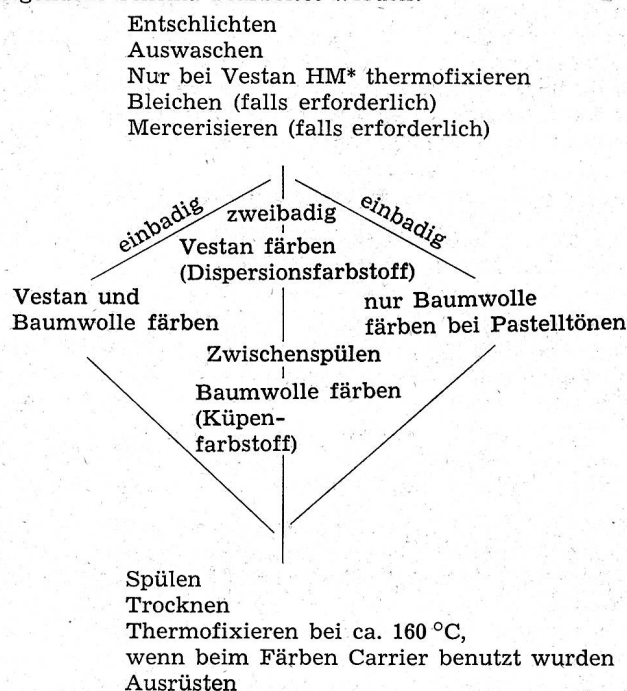 Entschlichten
Auswaschen
Nur bei Vestan HM* thermofixieren
Bleichen (falls erforderlich)
Mercerisieren (falls erforderlich)
einbadig
zweibadig
einbadig
Vestan färben
(Dispersionsfarbstoff)
Vestan und
Baumwolle färben
nur Baumwolle
färben bei Pastelltönen
Zwischenspülen
Baumwolle färben
(Küpen-
farbstoff)
Spülen
Trocknen
Thermofixieren bei ca. 160 °C,
wenn beim Färben Carrier benutzt wurden
Ausrüsten